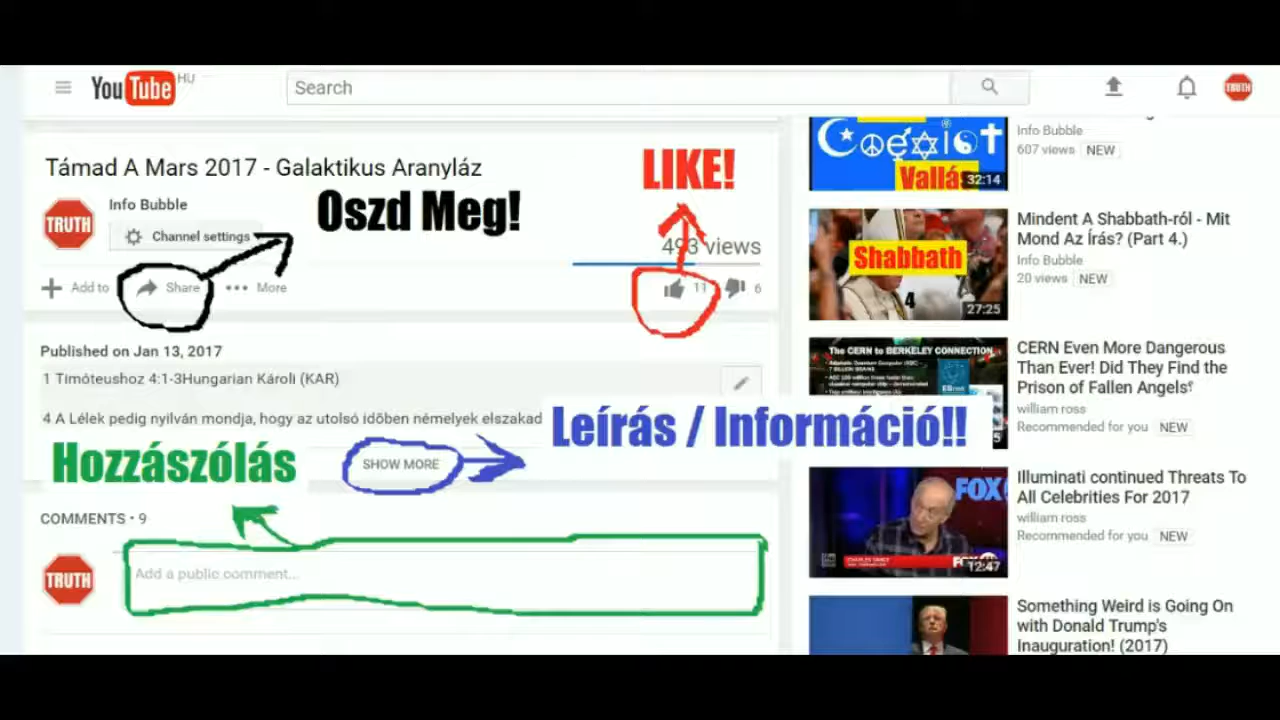 YouTube HU
Search
TRUTH
Támad A Mars 2017 - Galaktikus Aranyláz
TRUTH
Info Bubble
Channel settings
Oszd Meg!
LIKE!
493 views
Add to
Share
More
11
6
Published on Jan 13, 2017
1 Timóteushoz 4:1-3Hungarian Károli (KAR)
4 A Lélek pedig nyilván mondja, hogy az utolsó időben némelyek elszakad
Leírás / Információ!!
Hozzászólás
SHOW MORE
COMMENTS • 9
TRUTH
Add a public comment...
Coexist
Vallás
32:14
Info Bubble
607 views NEW
Shabbath
4
27:25
Mindent A Shabbath-ról - Mit
Mond Az Írás? (Part 4.)
Info Bubble
20 views NEW
The CERN to BERKELEY CONNECTION
CERN Even More Dangerous
Than Ever! Did They Find the
Prison of Fallen Angels‽
william ross
Recommended for you NEW
FOX
12:47
Illuminati continued Threats To
All Celebrities For 2017
william ross
Recommended for you NEW
Something Weird is Going On
with Donald Trump's
Inauguration! (2017)